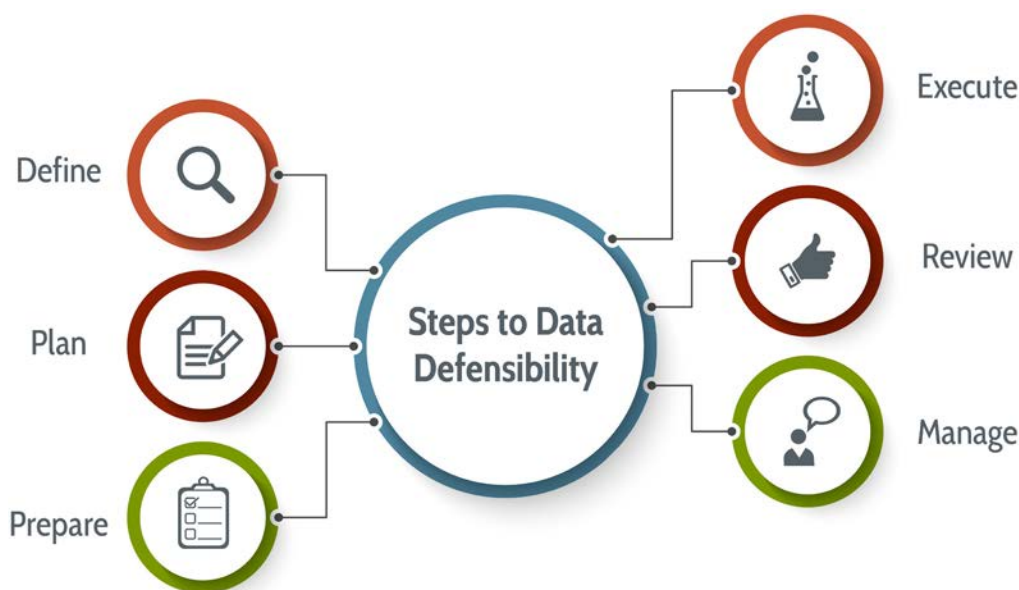 Define
Plan
Prepare
Steps to Data
Defensibility
Execute
Review
Manage